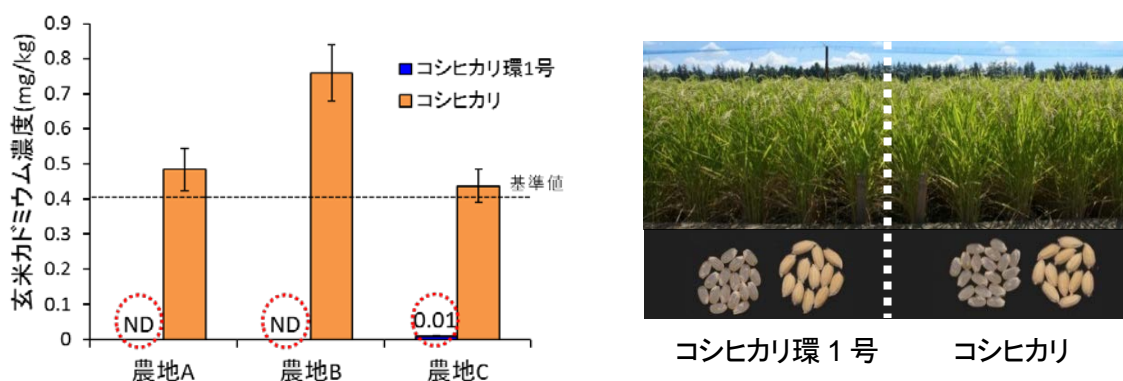 玄米カドミウム濃度(mg/kg)
0.9
0.8
0.7
0.6
0.5
0.4
0.3
0.2
0.1
0
コシヒカリ環1号
コシヒカリ
基準値
ND
ND
0.01
農地A
農地B
農地C
コシヒカリ環1号
コシヒカリ